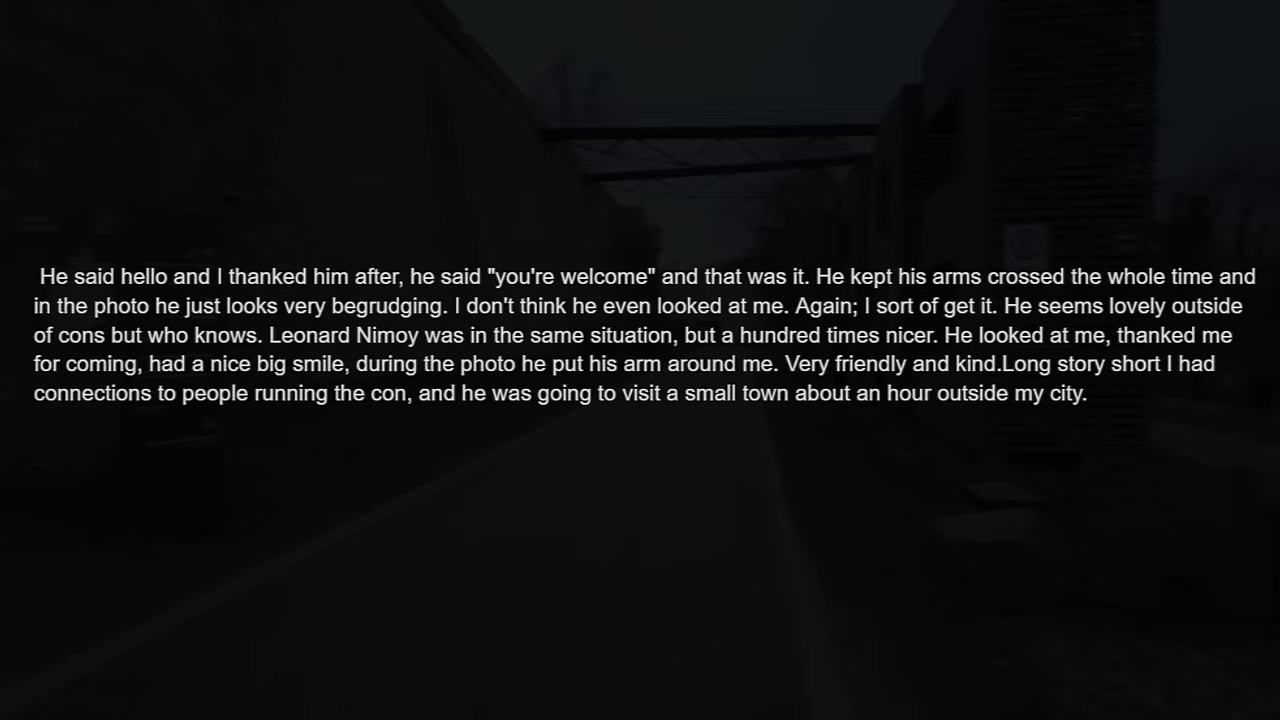 He said hello and I thanked him after, he said "you're welcome" and that was it. He kept his arms crossed the whole time and
in the photo he just looks very begrudging. I don't think he even looked at me. Again; I sort of get it. He seems lovely outside
of cons but who knows. Leonard Nimoy was in the same situation, but a hundred times nicer. He looked at me, thanked me
for coming, had a nice big smile, during the photo he put his arm around me. Very friendly and kind.Long story short I had
connections to people running the con, and he was going to visit a small town about an hour outside my city.